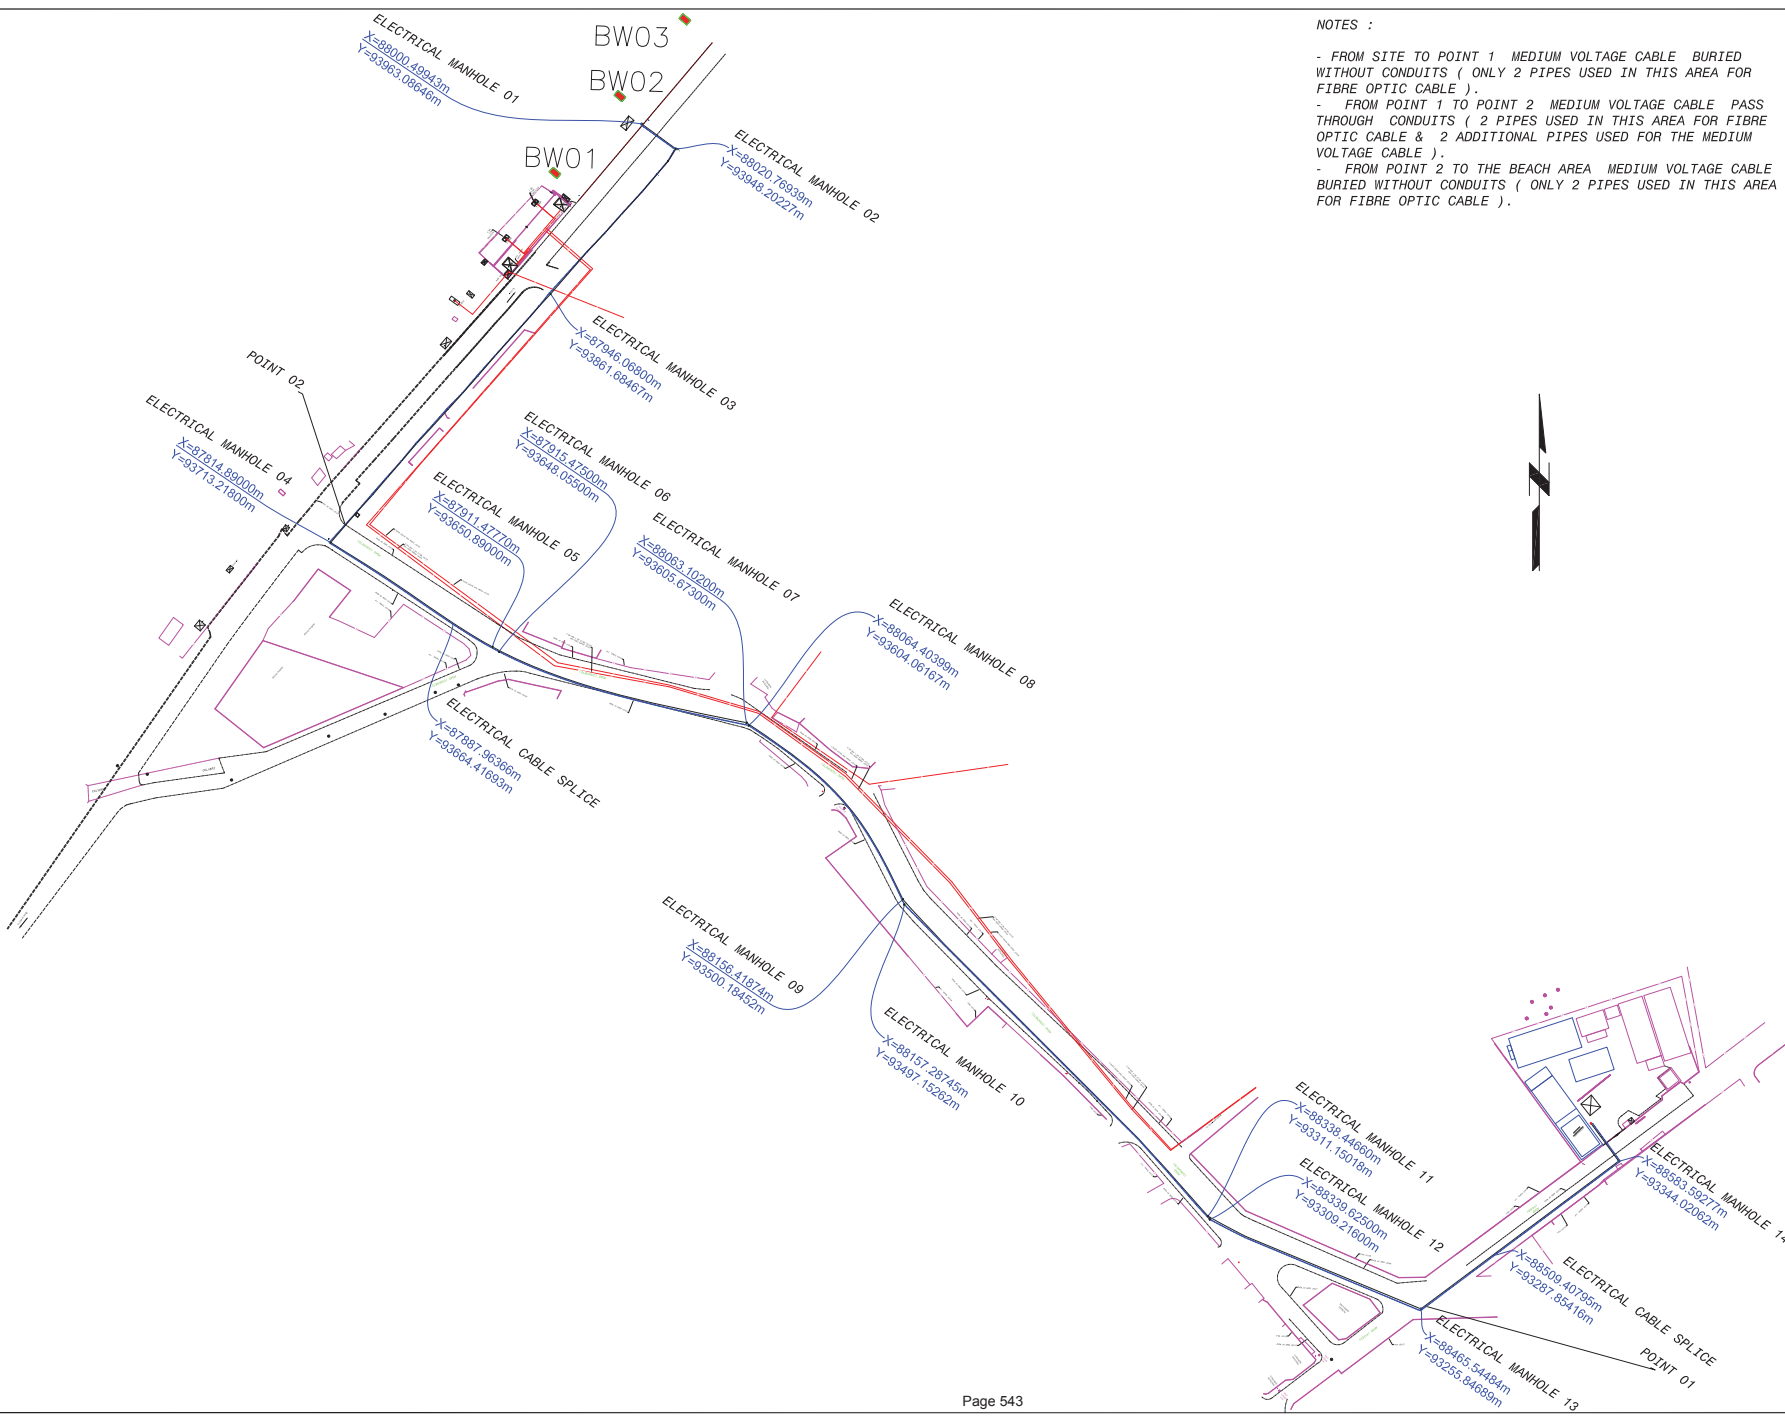 NOTES :
- FROM SITE TO POINT 1 MEDIUM VOLTAGE CABLE BURIED
WITHOUT CONDUITS ( ONLY 2 PIPES USED IN THIS AREA FOR
FIBRE OPTIC CABLE ).
- FROM POINT 1 TO POINT 2 MEDIUM VOLTAGE CABLE PASS
THROUGH CONDUITS ( 2 PIPES USED IN THIS AREA FOR FIBRE
OPTIC CABLE & 2 ADDITIONAL PIPES USED FOR THE MEDIUM
VOLTAGE CABLE ).
- FROM POINT 2 TO THE BEACH AREA MEDIUM VOLTAGE CABLE
BURIED WITHOUT CONDUITS ( ONLY 2 PIPES USED IN THIS AREA
FOR FIBRE OPTIC CABLE ).
BW03
BW02
BW01
ELECTRICAL MANHOLE 01
X=88000.49943m
Y=93963.08646m
ELECTRICAL MANHOLE 02
X=88020.76939m
Y=93948.20227m
ELECTRICAL MANHOLE 03
X=87946.06800m
Y=93861.68467m
POINT 02
ELECTRICAL MANHOLE 04
X=87814.89000m
Y=93713.21800m
ELECTRICAL MANHOLE 06
X=87915.47500m
Y=93648.05500m
ELECTRICAL MANHOLE 05
X=87911.47770m
Y=93650.89000m
ELECTRICAL MANHOLE 07
X=88063.10200m
Y=93605.67300m
ELECTRICAL MANHOLE 08
X=88064.40399m
Y=93604.06167m
ELECTRICAL CABLE SPLICE
X=87887.96366m
Y=93664.41693m
ELECTRICAL MANHOLE 09
X=88156.41874m
Y=93500.18452m
ELECTRICAL MANHOLE 10
X=88157.28745m
Y=93497.15262m
ELECTRICAL MANHOLE 11
X=88338.44660m
Y=93311.15018m
ELECTRICAL MANHOLE 12
X=88339.62500m
Y=93309.21600m
ELECTRICAL MANHOLE 14
X=88583.59277m
Y=93344.02062m
ELECTRICAL CABLE SPLICE
X=88509.40795m
Y=93287.85416m
POINT 01
ELECTRICAL MANHOLE 13
X=88465.54484m
Y=93255.84689m
Page 543